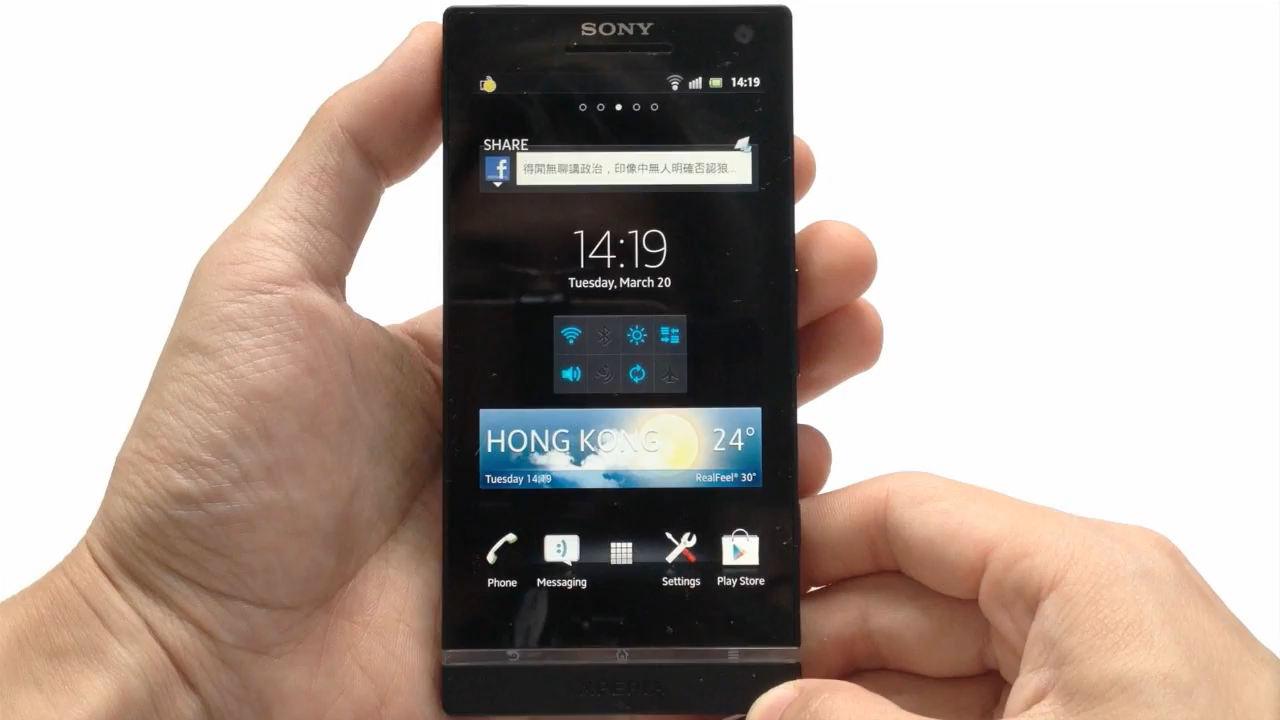 SONY
14:19
SHARE
得閒無聊講政治，印像中無人明確否認狼...
14:19
Tuesday, March 20
HONG KONG 24°
Tuesday 14:19 RealFeel® 30°
Phone Messaging Settings Play Store
XPERIA